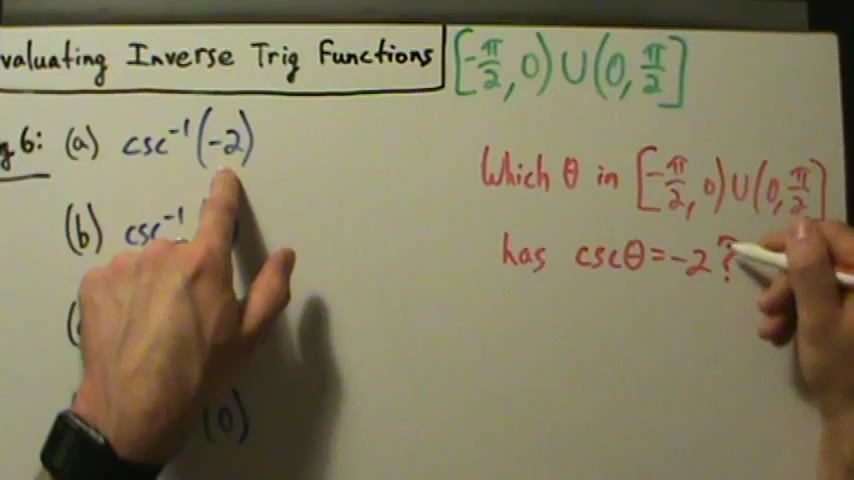 valuating Inverse Trig Functions
[-π/2, 0) ∪ (0, π/2]
g 6: (a) csc⁻¹(-2)
(b) csc⁻¹
(0)
Which θ in [-π/2, 0) ∪ (0, π/2]
has cscθ = -2 ?